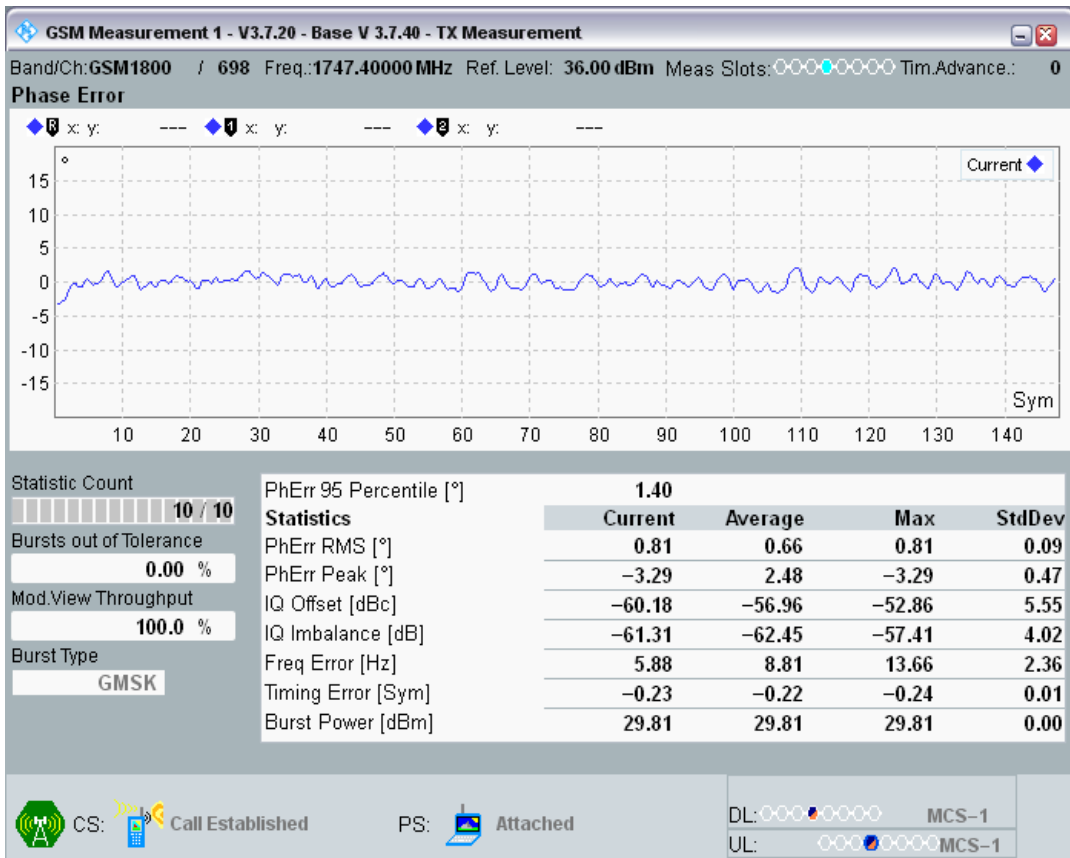 GSM Measurement 1 - V3.7.20 - Base V 3.7.40 - TX Measurement
Band/Ch:GSM1800 / 698 Freq.:1747.40000 MHz Ref. Level: 36.00 dBm Meas Slots: Tim.Advance.: 0
Phase Error
R x: y: --- 1 x: y: --- 2 x: y: ---
°
Current
15
10
5
0
-5
-10
-15
Sym
10 20 30 40 50 60 70 80 90 100 110 120 130 140
Statistic Count
10 / 10
Bursts out of Tolerance
0.00 %
Mod.View Throughput
100.0 %
Burst Type
GMSK
PhErr 95 Percentile [°] 1.40
Statistics Current Average Max StdDev
PhErr RMS [°] 0.81 0.66 0.81 0.09
PhErr Peak [°] −3.29 2.48 −3.29 0.47
IQ Offset [dBc] −60.18 −56.96 −52.86 5.55
IQ Imbalance [dB] −61.31 −62.45 −57.41 4.02
Freq Error [Hz] 5.88 8.81 13.66 2.36
Timing Error [Sym] −0.23 −0.22 −0.24 0.01
Burst Power [dBm] 29.81 29.81 29.81 0.00
CS: Call Established PS: Attached
DL: MCS−1
UL: MCS−1